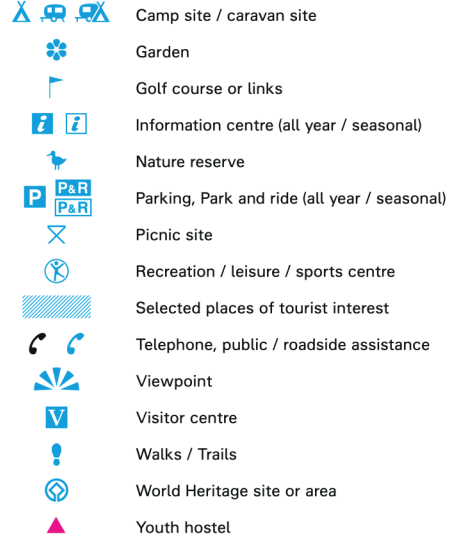 Camp site / caravan site
Garden
Golf course or links
i i Information centre (all year / seasonal)
Nature reserve
P P&R P&R Parking, Park and ride (all year / seasonal)
Picnic site
Recreation / leisure / sports centre
Selected places of tourist interest
Telephone, public / roadside assistance
Viewpoint
V Visitor centre
Walks / Trails
World Heritage site or area
Youth hostel